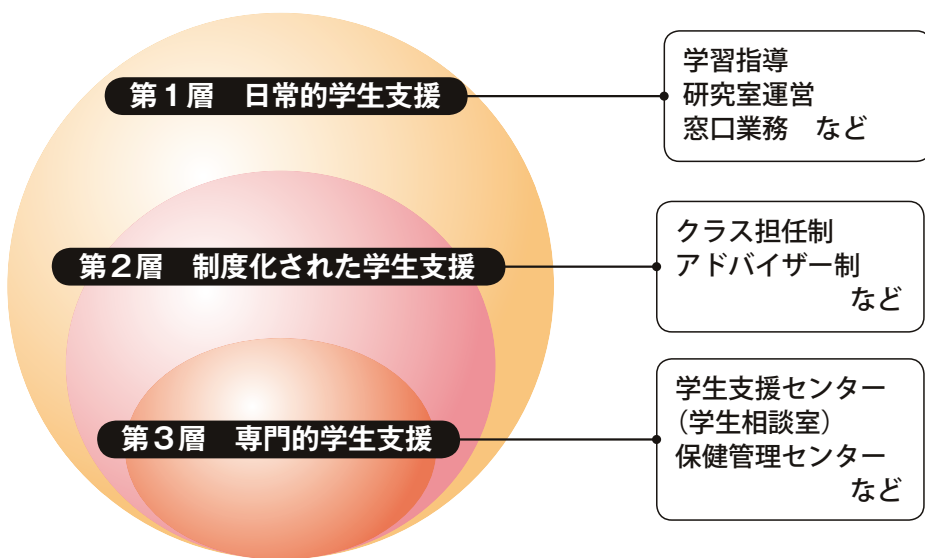 第１層　日常的学生支援
学習指導
研究室運営
窓口業務　など
第２層　制度化された学生支援
クラス担任制
アドバイザー制
など
第３層　専門的学生支援
学生支援センター
（学生相談室）
保健管理センター
など